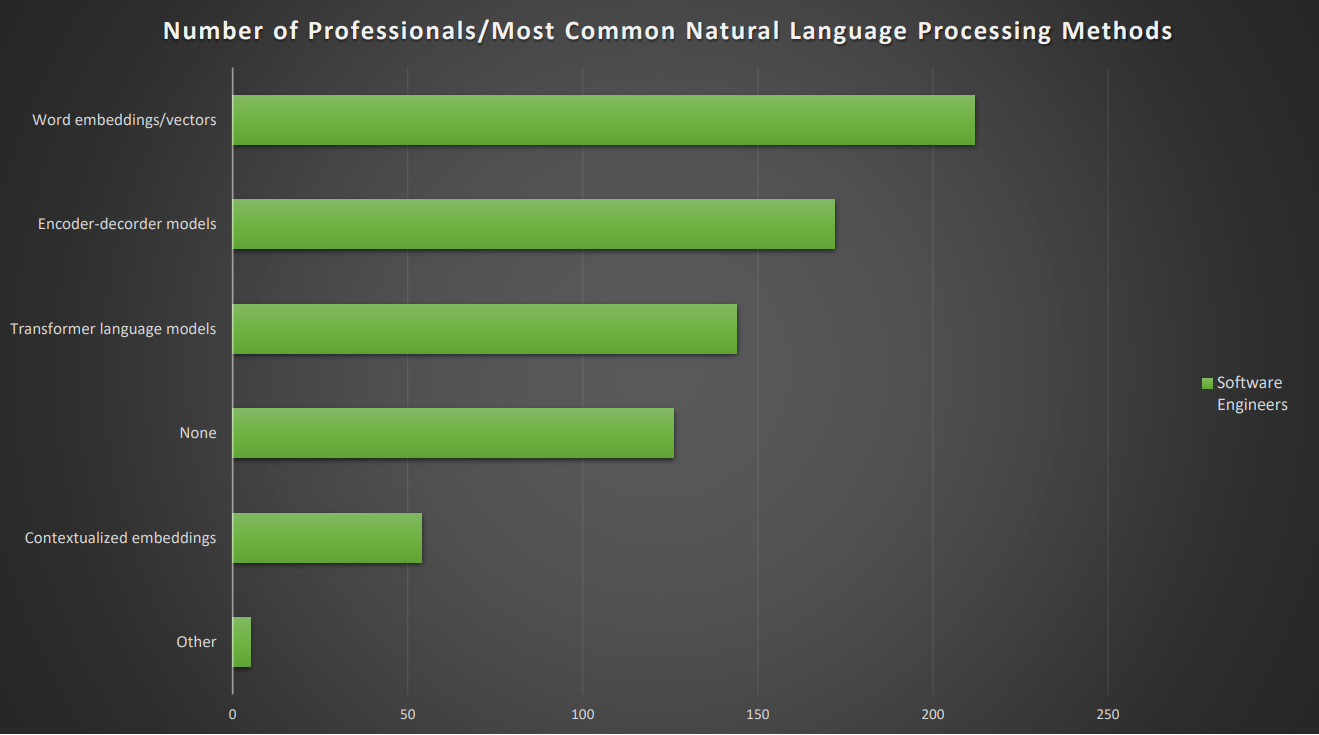 Number of Professionals/Most Common Natural Language Processing Methods
Word embeddings/vectors
Encoder-decorder models
Transformer language models
None
Contextualized embeddings
Other
0 50 100 150 200 250
Software
Engineers